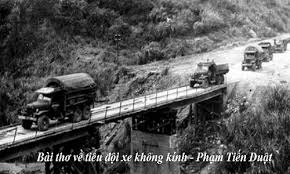 Bài thơ về tiểu đội xe không kính - Phạm Tiến Duật